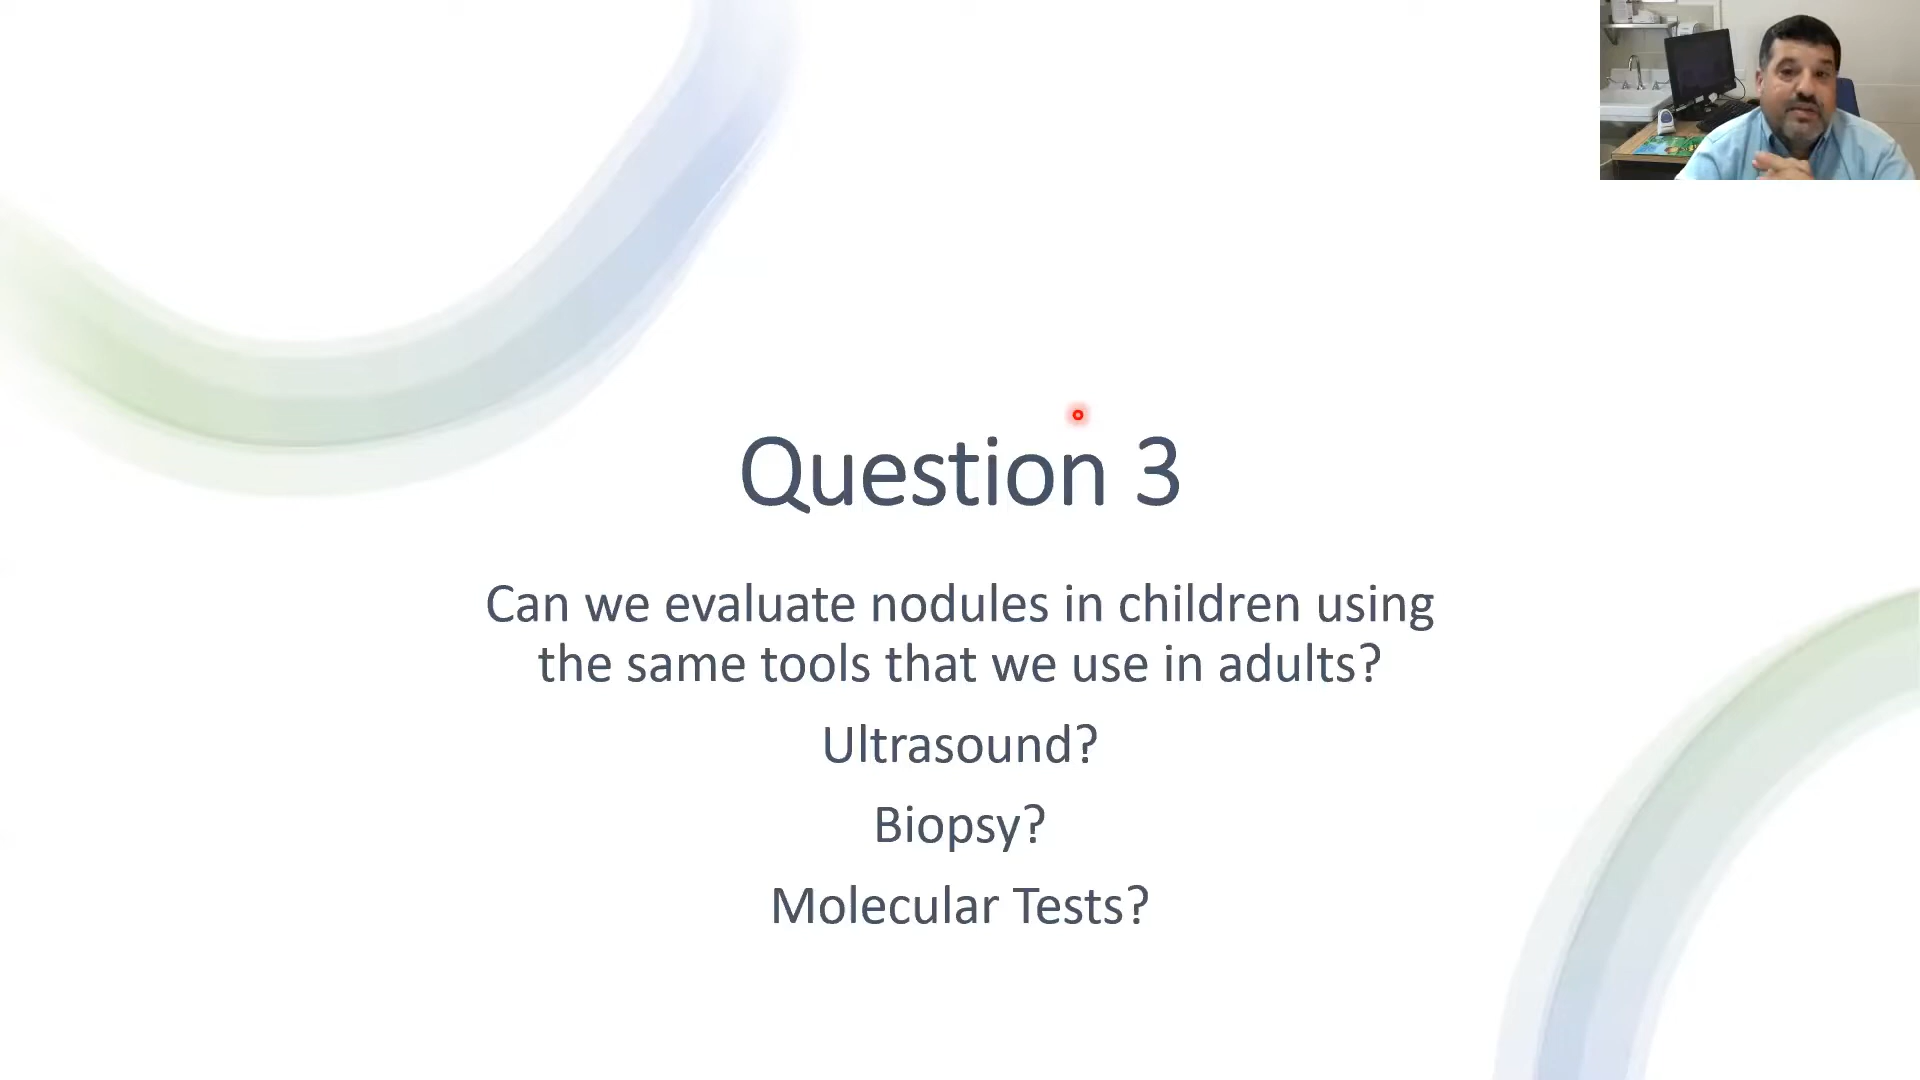 Question 3
Can we evaluate nodules in children using
the same tools that we use in adults?
Ultrasound?
Biopsy?
Molecular Tests?